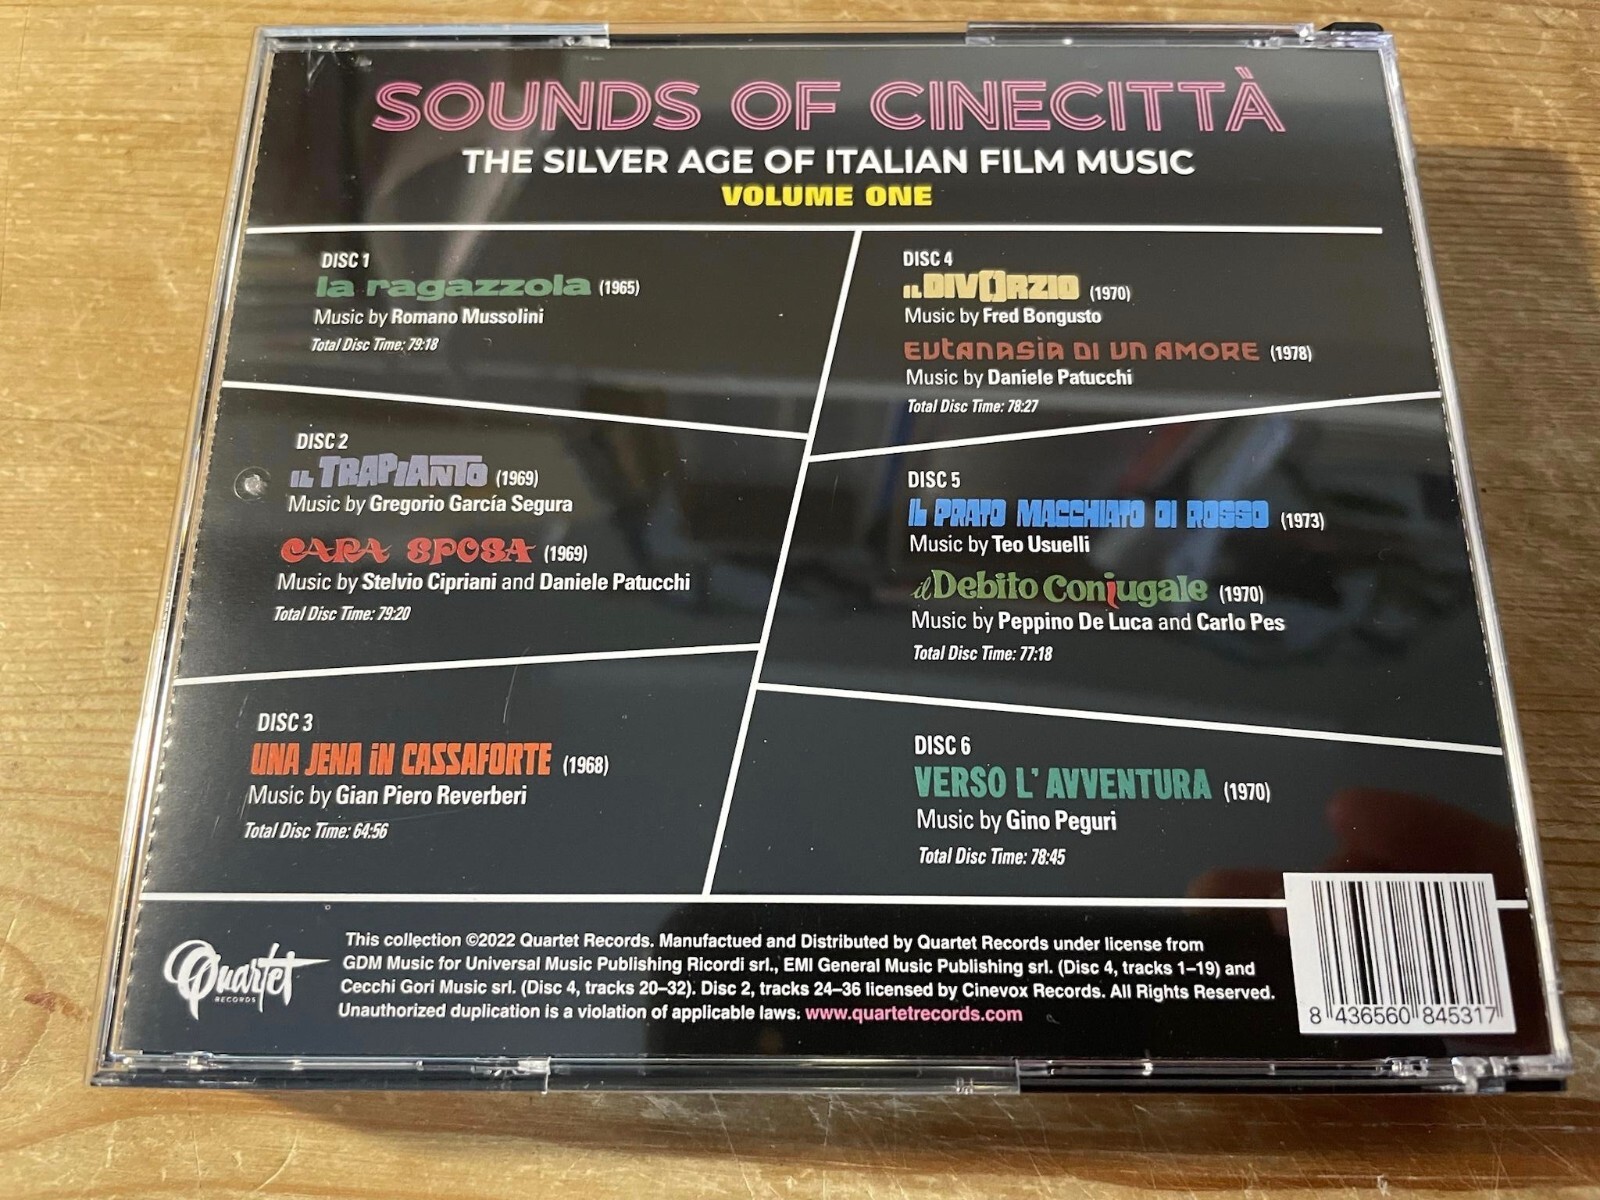 SOUNDS OF CINECITTÀ
THE SILVER AGE OF ITALIAN FILM MUSIC
VOLUME ONE
DISC 1
la ragazzola (1965)
Music by Romano Mussolini
Total Disc Time: 79:18
DISC 2
IL TRAPIANTO (1969)
Music by Gregorio García Segura
CARA SPOSA (1969)
Music by Stelvio Cipriani and Daniele Patucchi
Total Disc Time: 79:20
DISC 3
UNA JENA iN CASSAFORTE (1968)
Music by Gian Piero Reverberi
Total Disc Time: 64:56
DISC 4
IL DIVORZIO (1970)
Music by Fred Bongusto
EUTANASIA DI UN AMORE (1978)
Music by Daniele Patucchi
Total Disc Time: 78:27
DISC 5
IL PRATO MACCHIATO DI ROSSO (1973)
Music by Teo Usuelli
il Debito Coniugale (1970)
Music by Peppino De Luca and Carlo Pes
Total Disc Time: 77:18
DISC 6
VERSO L'AVVENTURA (1970)
Music by Gino Peguri
Total Disc Time: 78:45
Quartet
RECORDS
This collection ©2022 Quartet Records. Manufactued and Distributed by Quartet Records under license from
GDM Music for Universal Music Publishing Ricordi srl., EMI General Music Publishing srl. (Disc 4, tracks 1–19) and
Cecchi Gori Music srl. (Disc 4, tracks 20–32). Disc 2, tracks 24–36 licensed by Cinevox Records. All Rights Reserved.
Unauthorized duplication is a violation of applicable laws. www.quartetrecords.com
8 436560 845317